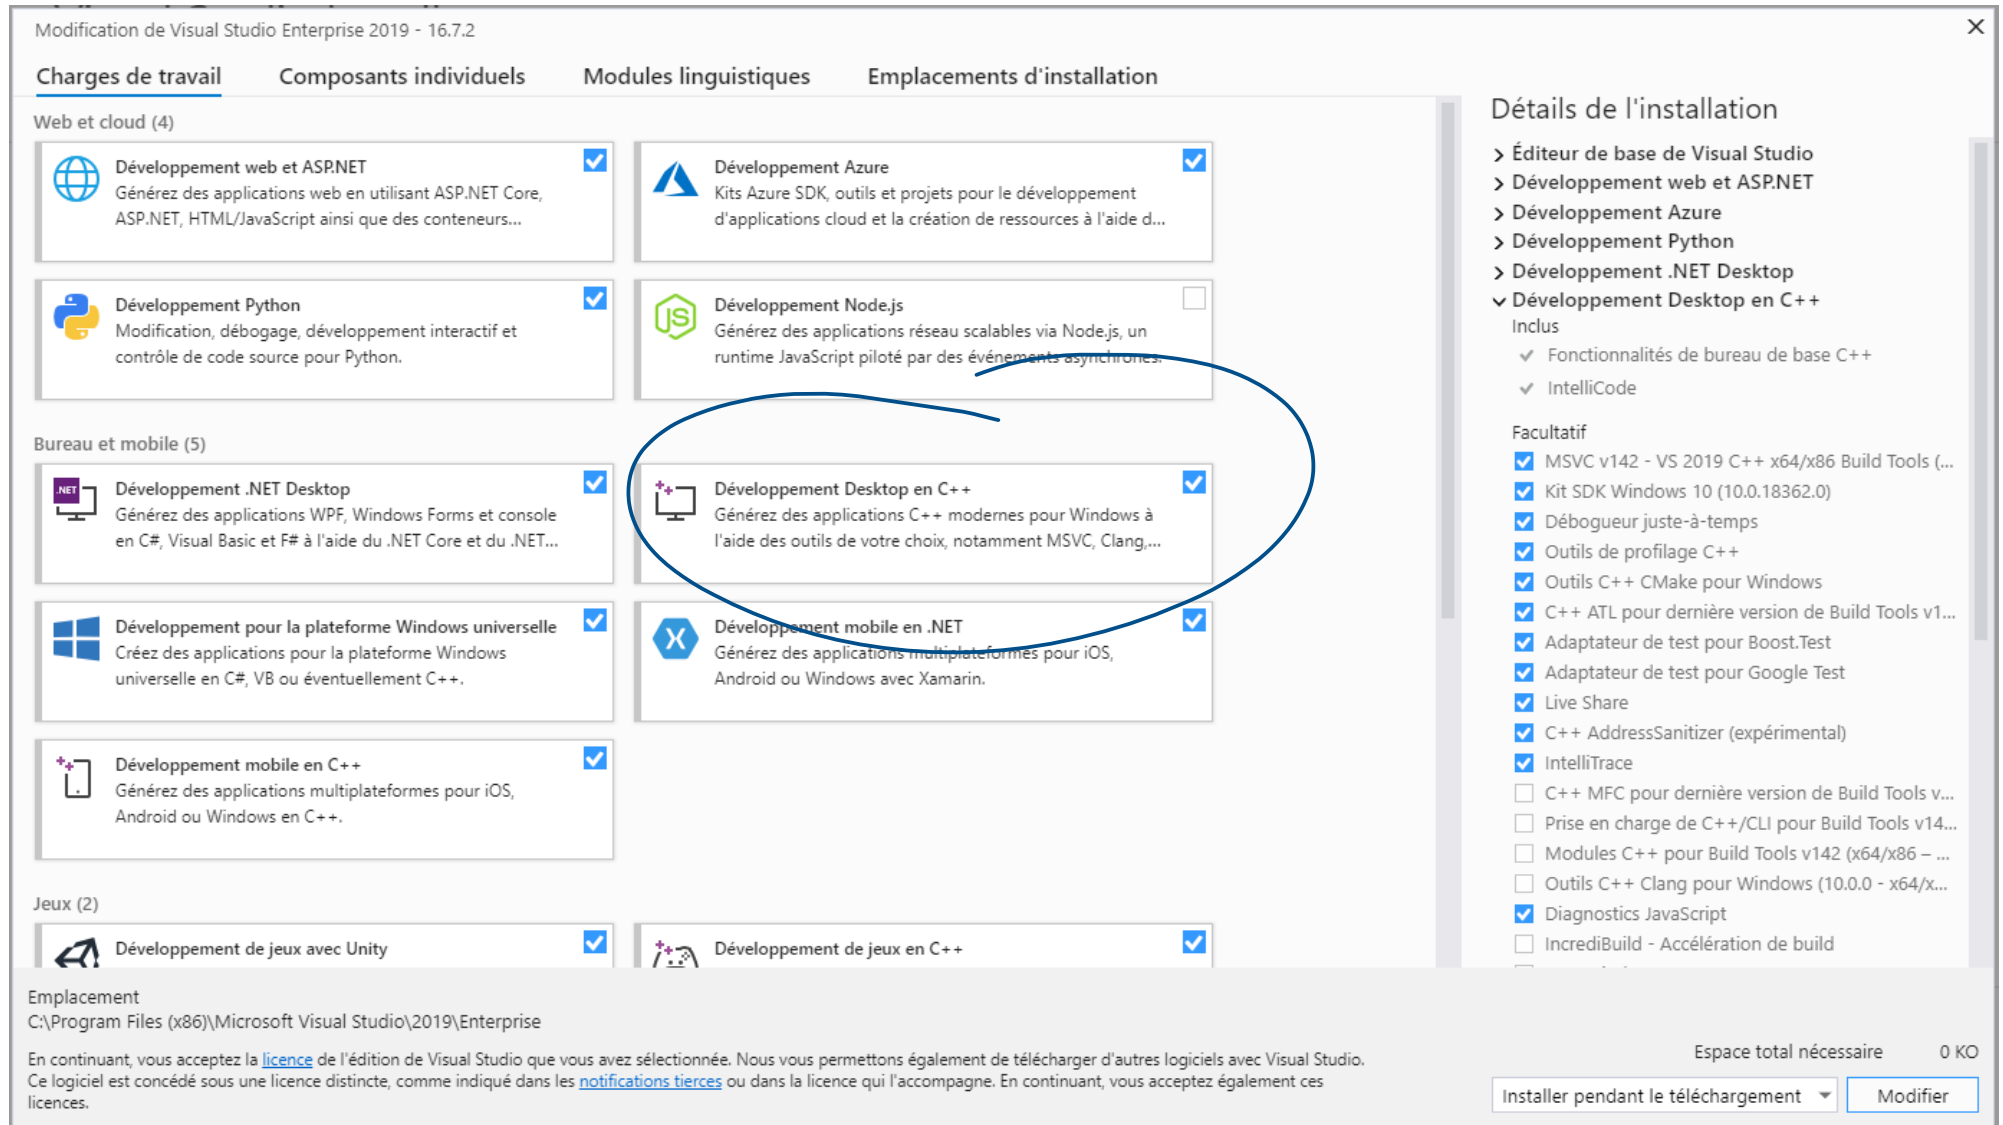 Modification de Visual Studio Enterprise 2019 - 16.7.2
Charges de travail
Composants individuels
Modules linguistiques
Emplacements d'installation
Web et cloud (4)
Développement web et ASP.NET
Générez des applications web en utilisant ASP.NET Core,
ASP.NET, HTML/JavaScript ainsi que des conteneurs...
Développement Azure
Kits Azure SDK, outils et projets pour le développement
d'applications cloud et la création de ressources à l'aide d...
Développement Python
Modification, débogage, développement interactif et
contrôle de code source pour Python.
JS
Développement Node.js
Générez des applications réseau scalables via Node.js, un
runtime JavaScript piloté par des événements asynchrones.
Bureau et mobile (5)
.NET
Développement .NET Desktop
Générez des applications WPF, Windows Forms et console
en C#, Visual Basic et F# à l'aide du .NET Core et du .NET...
Développement Desktop en C++
Générez des applications C++ modernes pour Windows à
l'aide des outils de votre choix, notamment MSVC, Clang,...
Développement pour la plateforme Windows universelle
Créez des applications pour la plateforme Windows
universelle en C#, VB ou éventuellement C++.
Développement mobile en .NET
Générez des applications multiplateformes pour iOS,
Android ou Windows avec Xamarin.
Développement mobile en C++
Générez des applications multiplateformes pour iOS,
Android ou Windows en C++.
Jeux (2)
Développement de jeux avec Unity
Développement de jeux en C++
Détails de l'installation
Éditeur de base de Visual Studio
Développement web et ASP.NET
Développement Azure
Développement Python
Développement .NET Desktop
Développement Desktop en C++
Inclus
Fonctionnalités de bureau de base C++
IntelliCode
Facultatif
MSVC v142 - VS 2019 C++ x64/x86 Build Tools (...
Kit SDK Windows 10 (10.0.18362.0)
Débogueur juste-à-temps
Outils de profilage C++
Outils C++ CMake pour Windows
C++ ATL pour dernière version de Build Tools v1...
Adaptateur de test pour Boost.Test
Adaptateur de test pour Google Test
Live Share
C++ AddressSanitizer (expérimental)
IntelliTrace
C++ MFC pour dernière version de Build Tools v...
Prise en charge de C++/CLI pour Build Tools v14...
Modules C++ pour Build Tools v142 (x64/x86 – ...
Outils C++ Clang pour Windows (10.0.0 - x64/x...
Diagnostics JavaScript
IncrediBuild - Accélération de build
Emplacement
C:\Program Files (x86)\Microsoft Visual Studio\2019\Enterprise
En continuant, vous acceptez la licence de l'édition de Visual Studio que vous avez sélectionnée. Nous vous permettons également de télécharger d'autres logiciels avec Visual Studio.
Ce logiciel est concédé sous une licence distincte, comme indiqué dans les notifications tierces ou dans la licence qui l'accompagne. En continuant, vous acceptez également ces
licences.
Espace total nécessaire 0 KO
Installer pendant le téléchargement
Modifier